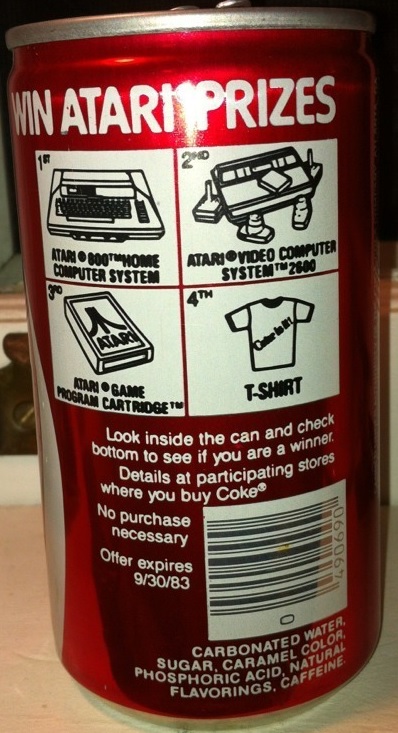 WIN ATARI PRIZES
1ST
ATARI® 800™ HOME
COMPUTER SYSTEM
2ND
ATARI® VIDEO COMPUTER
SYSTEM™ 2600
3RD
ATARI
ATARI® GAME
PROGRAM CARTRIDGE™
4TH
Coke is it!
T-SHIRT
Look inside the can and check
bottom to see if you are a winner.
Details at participating stores
where you buy Coke®
No purchase
necessary
Offer expires
9/30/83
CARBONATED WATER,
SUGAR, CARAMEL COLOR,
PHOSPHORIC ACID, NATURAL
FLAVORINGS, CAFFEINE.